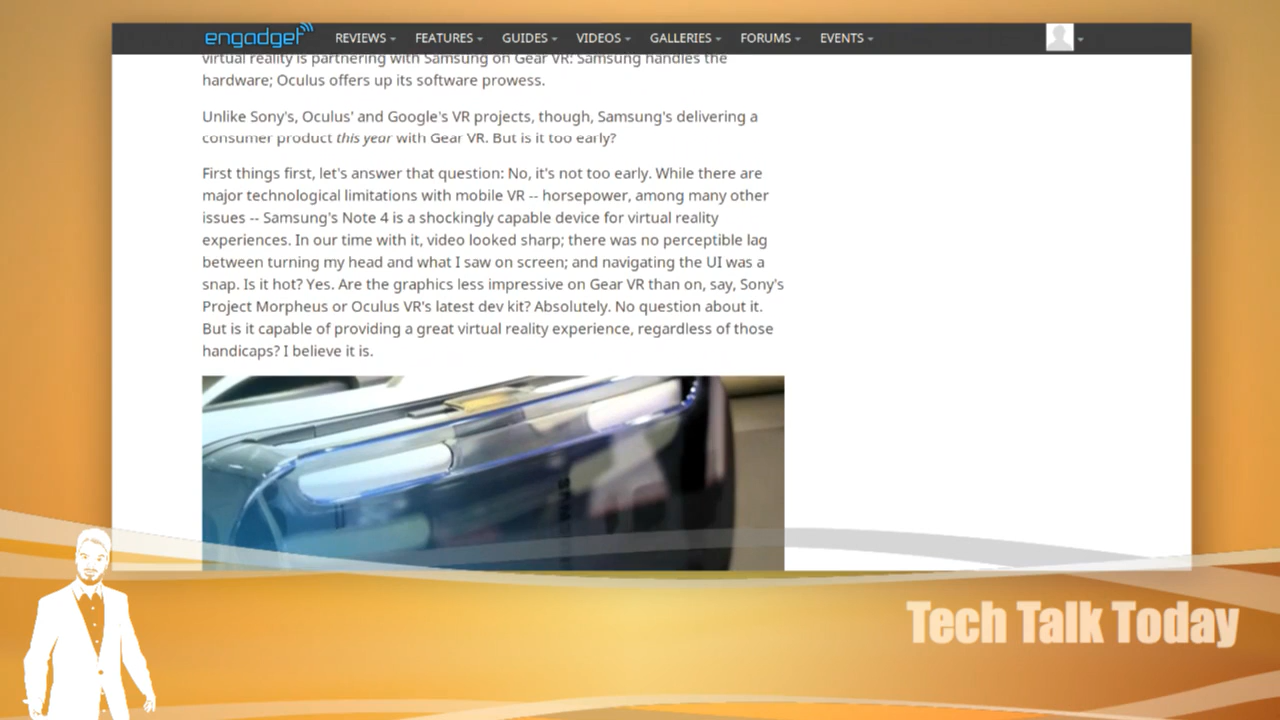 engadget REVIEWS FEATURES GUIDES VIDEOS GALLERIES FORUMS EVENTS
virtual reality is partnering with Samsung on Gear VR: Samsung handles the
hardware; Oculus offers up its software prowess.
Unlike Sony's, Oculus' and Google's VR projects, though, Samsung's delivering a
consumer product this year with Gear VR. But is it too early?
First things first, let's answer that question: No, it's not too early. While there are
major technological limitations with mobile VR -- horsepower, among many other
issues -- Samsung's Note 4 is a shockingly capable device for virtual reality
experiences. In our time with it, video looked sharp; there was no perceptible lag
between turning my head and what I saw on screen; and navigating the UI was a
snap. Is it hot? Yes. Are the graphics less impressive on Gear VR than on, say, Sony's
Project Morpheus or Oculus VR's latest dev kit? Absolutely. No question about it.
But is it capable of providing a great virtual reality experience, regardless of those
handicaps? I believe it is.
Tech Talk Today